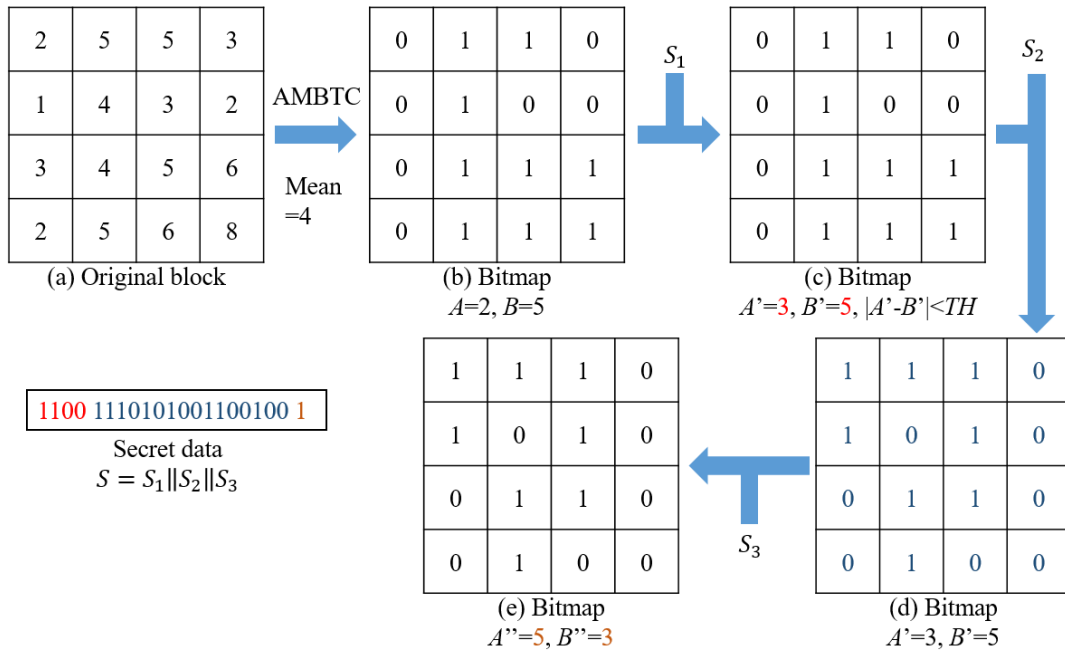 2 5 5 3
1 4 3 2
3 4 5 6
2 5 6 8
(a) Original block
AMBTC
Mean
=4
0 1 1 0
0 1 0 0
0 1 1 1
0 1 1 1
(b) Bitmap
A=2, B=5
S₁
0 1 1 0
0 1 0 0
0 1 1 1
0 1 1 1
(c) Bitmap
A’=3, B’=5, |A’-B’|<TH
S₂
1100 1110101001100100 1
Secret data
S = S₁‖S₂‖S₃
1 1 1 0
1 0 1 0
0 1 1 0
0 1 0 0
(e) Bitmap
A’’=5, B’’=3
S₃
1 1 1 0
1 0 1 0
0 1 1 0
0 1 0 0
(d) Bitmap
A’=3, B’=5